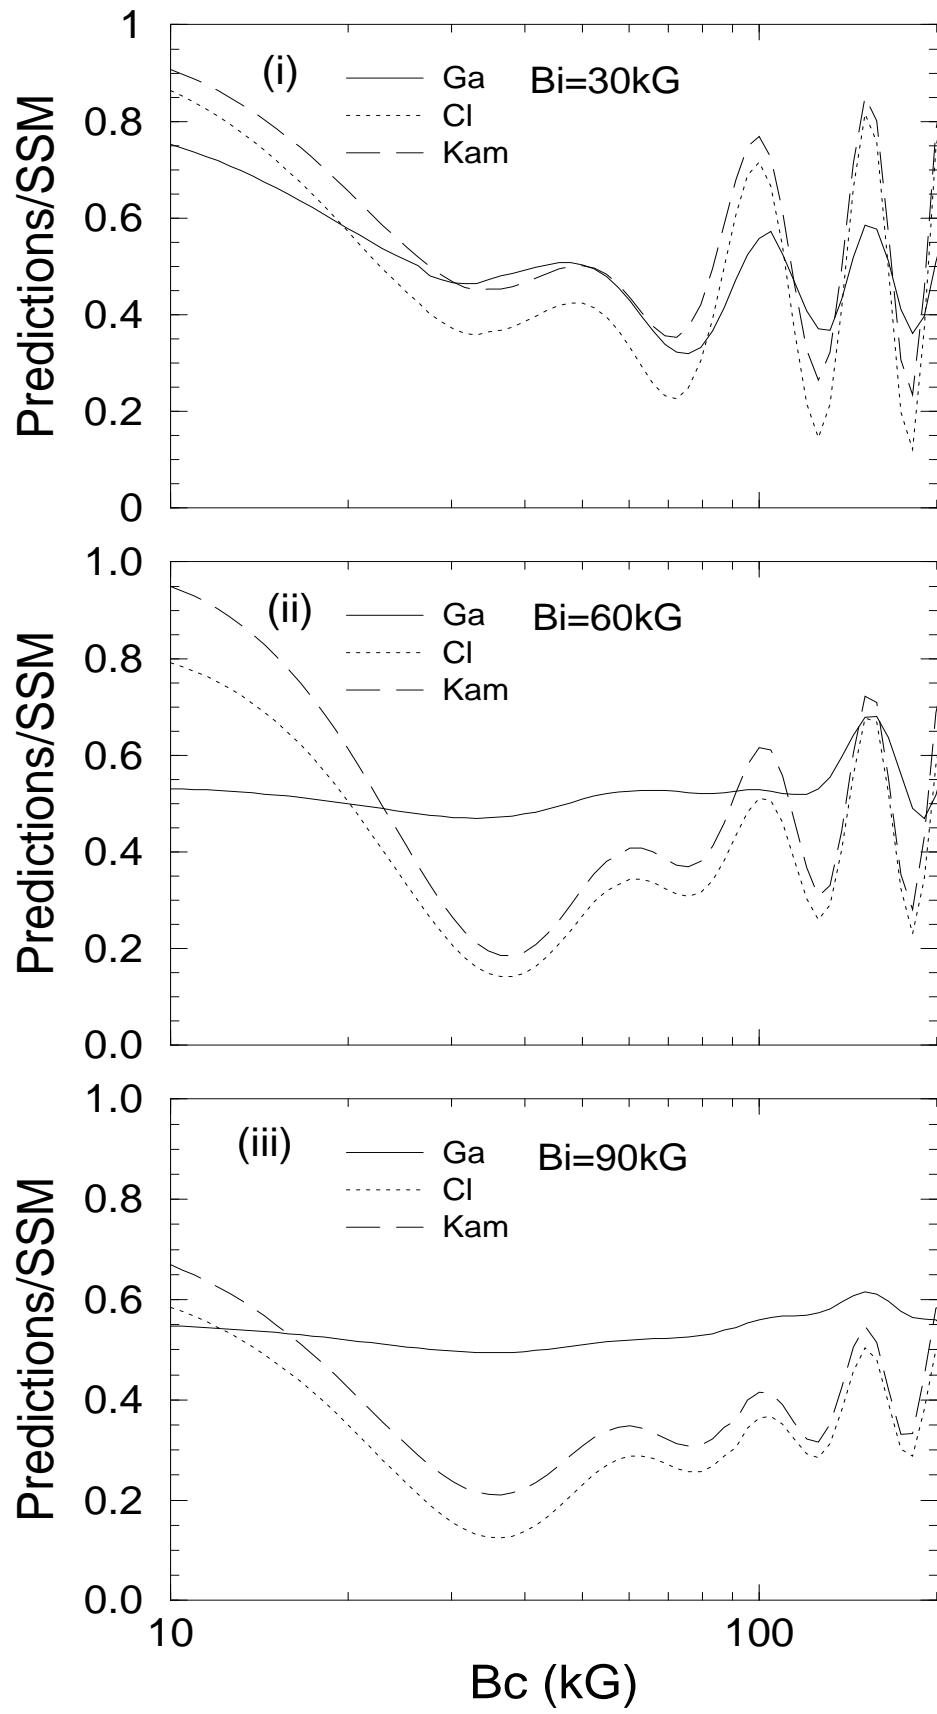 1
(i)
Ga
Bi=30kG
Cl
Kam
0.8
0.6
0.4
0.2
0
Predictions/SSM
1.0
(ii)
Ga
Bi=60kG
Cl
Kam
0.8
0.6
0.4
0.2
0.0
Predictions/SSM
1.0
(iii)
Ga
Bi=90kG
Cl
Kam
0.8
0.6
0.4
0.2
0.0
Predictions/SSM
10
100
Bc (kG)